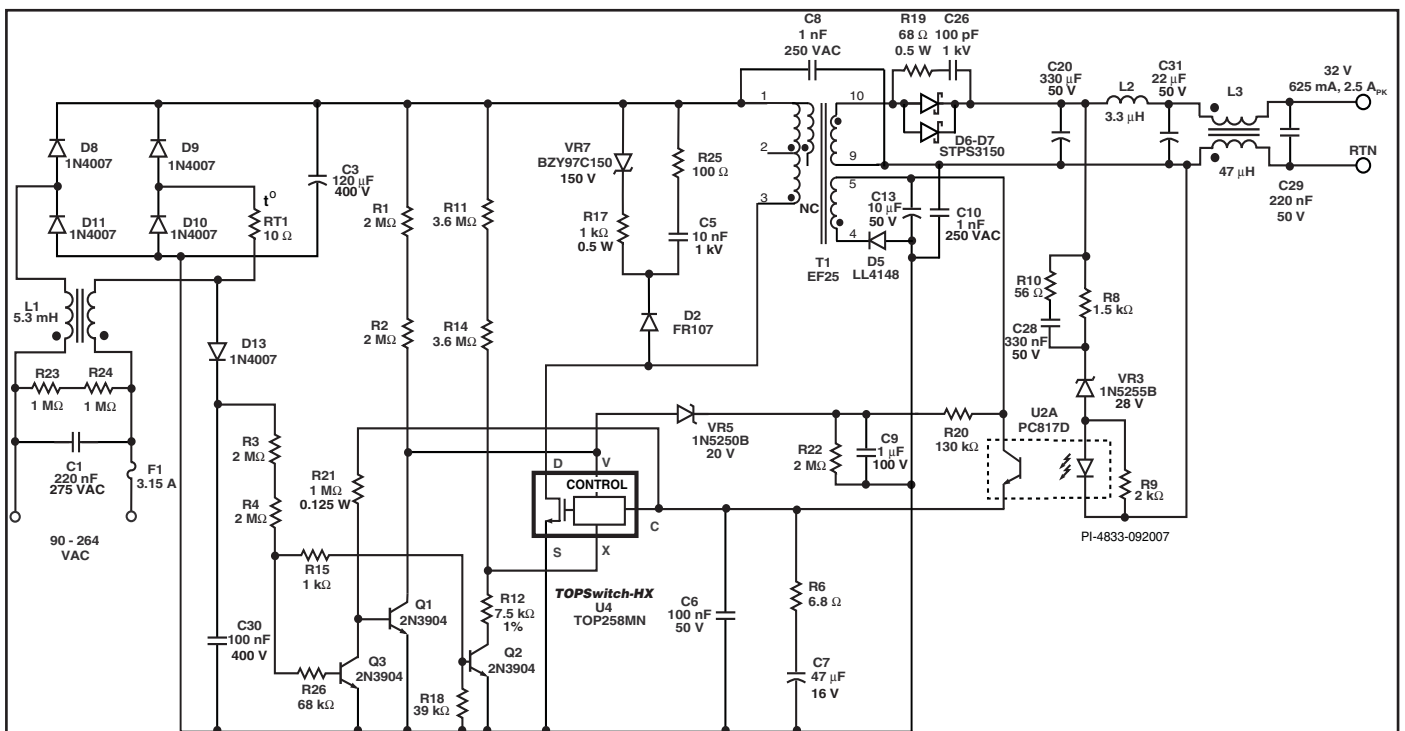 C8
1 nF
250 VAC
R19
68 Ω
0.5 W
C26
100 pF
1 kV
C20
330 μF
50 V
L2
3.3 μH
C31
22 μF
50 V
L3
47 μH
32 V
625 mA, 2.5 APK
RTN
C29
220 nF
50 V
D8
1N4007
D9
1N4007
D11
1N4007
D10
1N4007
tO
RT1
10 Ω
C3
120 μF
400 V
R1
2 MΩ
R11
3.6 MΩ
VR7
BZY97C150
150 V
R25
100 Ω
R17
1 kΩ
0.5 W
C5
10 nF
1 kV
1
2
3
NC
10
9
5
4
D6-D7
STPS3150
T1
EF25
C13
10 μF
50 V
D5
LL4148
C10
1 nF
250 VAC
L1
5.3 mH
R2
2 MΩ
R14
3.6 MΩ
D2
FR107
R10
56 Ω
R8
1.5 kΩ
C28
330 nF
50 V
D13
1N4007
R23
1 MΩ
R24
1 MΩ
VR3
1N5255B
28 V
C1
220 nF
275 VAC
F1
3.15 A
90 - 264
VAC
R3
2 MΩ
R4
2 MΩ
R21
1 MΩ
0.125 W
VR5
1N5250B
20 V
R22
2 MΩ
C9
1 μF
100 V
R20
130 kΩ
U2A
PC817D
R9
2 kΩ
PI-4833-092007
D
V
CONTROL
C
S
X
TOPSwitch-HX
U4
TOP258MN
R15
1 kΩ
R12
7.5 kΩ
1%
C6
100 nF
50 V
R6
6.8 Ω
C7
47 μF
16 V
Q1
2N3904
Q2
2N3904
Q3
2N3904
C30
100 nF
400 V
R26
68 kΩ
R18
39 kΩ